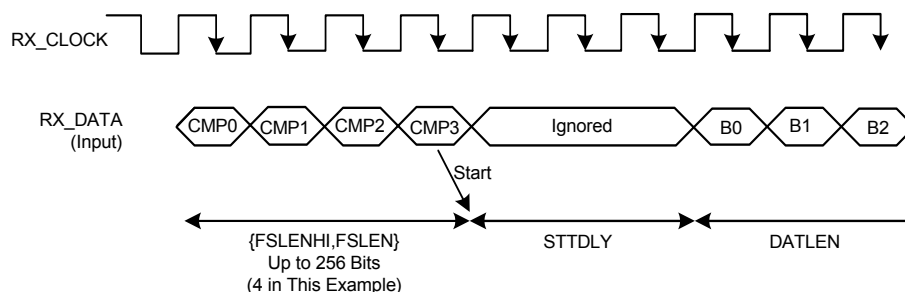 RX_CLOCK
RX_DATA
(Input)
CMP0 CMP1 CMP2 CMP3 Ignored B0 B1 B2
Start
{FSLENHI,FSLEN}
Up to 256 Bits
(4 in This Example)
STTDLY
DATLEN